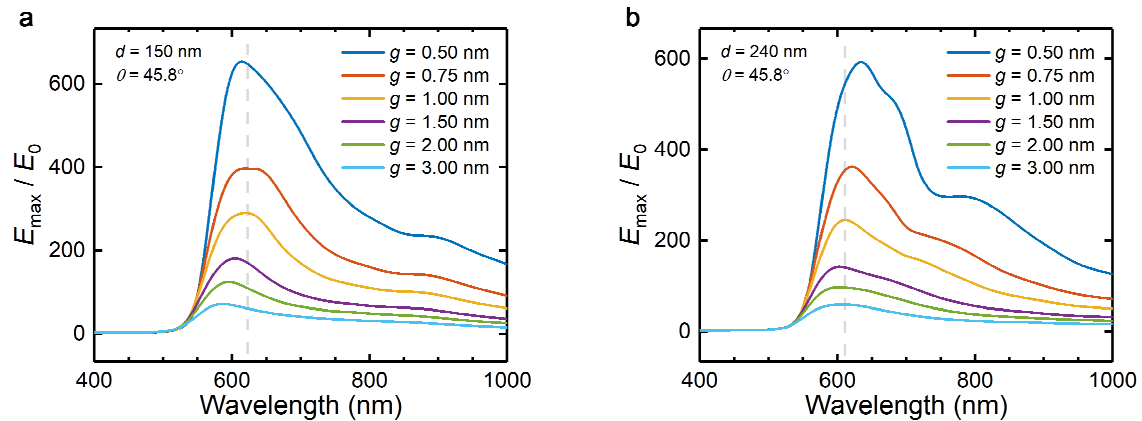 a
d = 150 nm
θ = 45.8°
g = 0.50 nm
g = 0.75 nm
g = 1.00 nm
g = 1.50 nm
g = 2.00 nm
g = 3.00 nm
600
400
200
0
Emax / E0
400
600
800
1000
Wavelength (nm)
b
d = 240 nm
θ = 45.8°
g = 0.50 nm
g = 0.75 nm
g = 1.00 nm
g = 1.50 nm
g = 2.00 nm
g = 3.00 nm
600
400
200
0
Emax / E0
400
600
800
1000
Wavelength (nm)